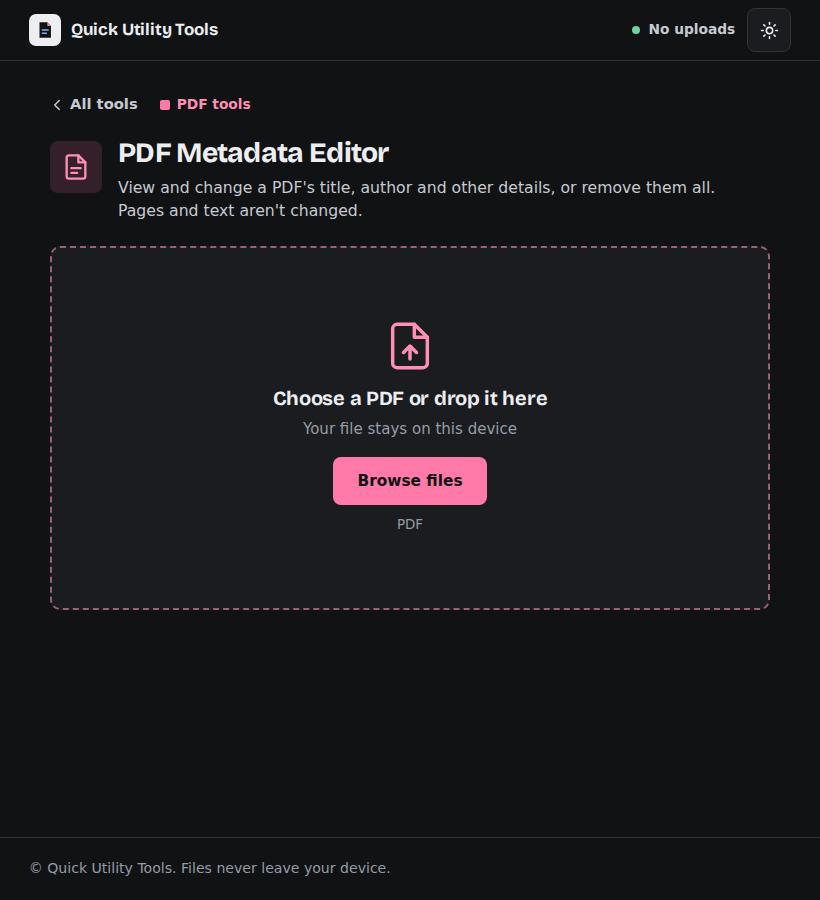 Quick Utility Tools
No uploads
All tools
PDF tools
PDF Metadata Editor
View and change a PDF's title, author and other details, or remove them all.
Pages and text aren't changed.
Choose a PDF or drop it here
Your file stays on this device
Browse files
PDF
© Quick Utility Tools. Files never leave your device.